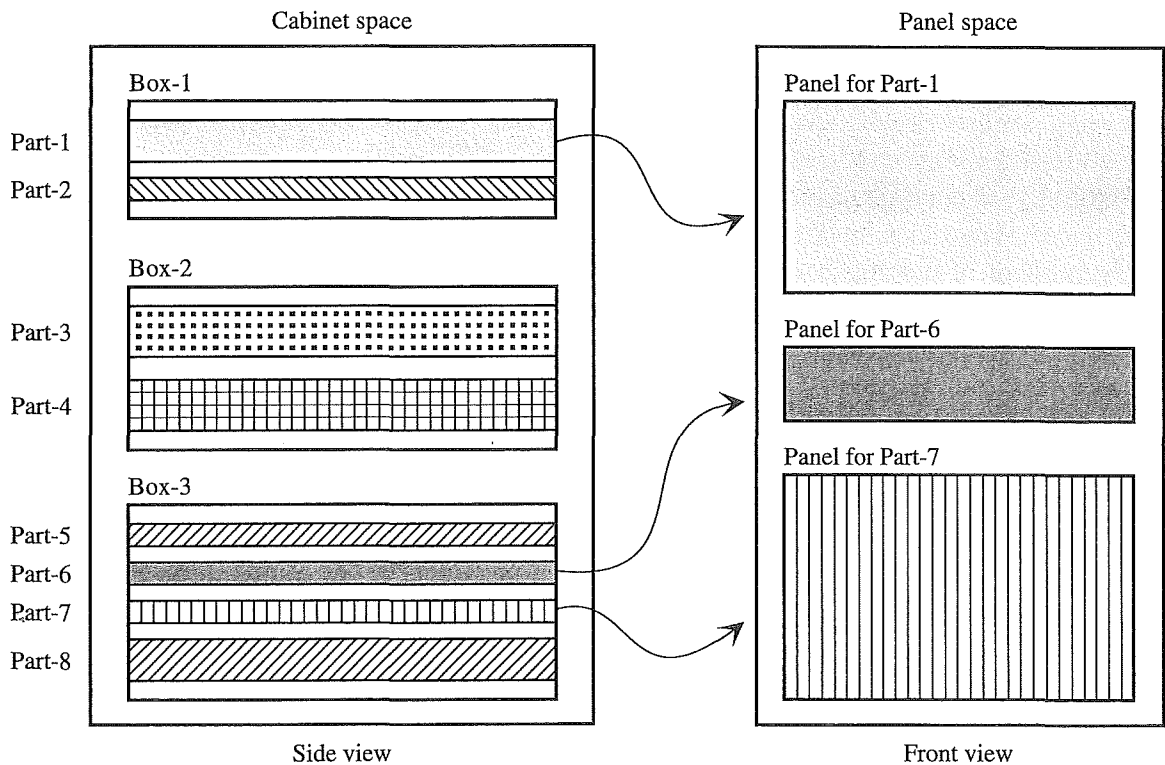 Cabinet space
Panel space
Box-1
Part-1
Part-2
Box-2
Part-3
Part-4
Box-3
Part-5
Part-6
Part-7
Part-8
Panel for Part-1
Panel for Part-6
Panel for Part-7
Side view
Front view